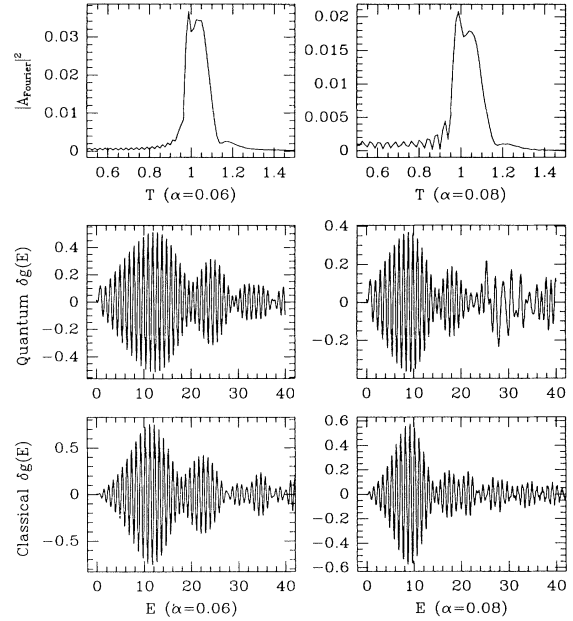 |A_Fourier|²
0.03
0.02
0.01
0
0.6 0.8 1 1.2 1.4
T (α=0.06)
0.02
0.015
0.01
0.005
0
0.6 0.8 1 1.2 1.4
T (α=0.08)
Quantum δg(E)
0.4
0.2
0
−0.2
−0.4
0 10 20 30 40
0.4
0.2
0
−0.2
0 10 20 30 40
Classical δg(E)
0.5
0
−0.5
0 10 20 30 40
E (α=0.06)
0.6
0.4
0.2
0
−0.2
−0.4
−0.6
0 10 20 30 40
E (α=0.08)